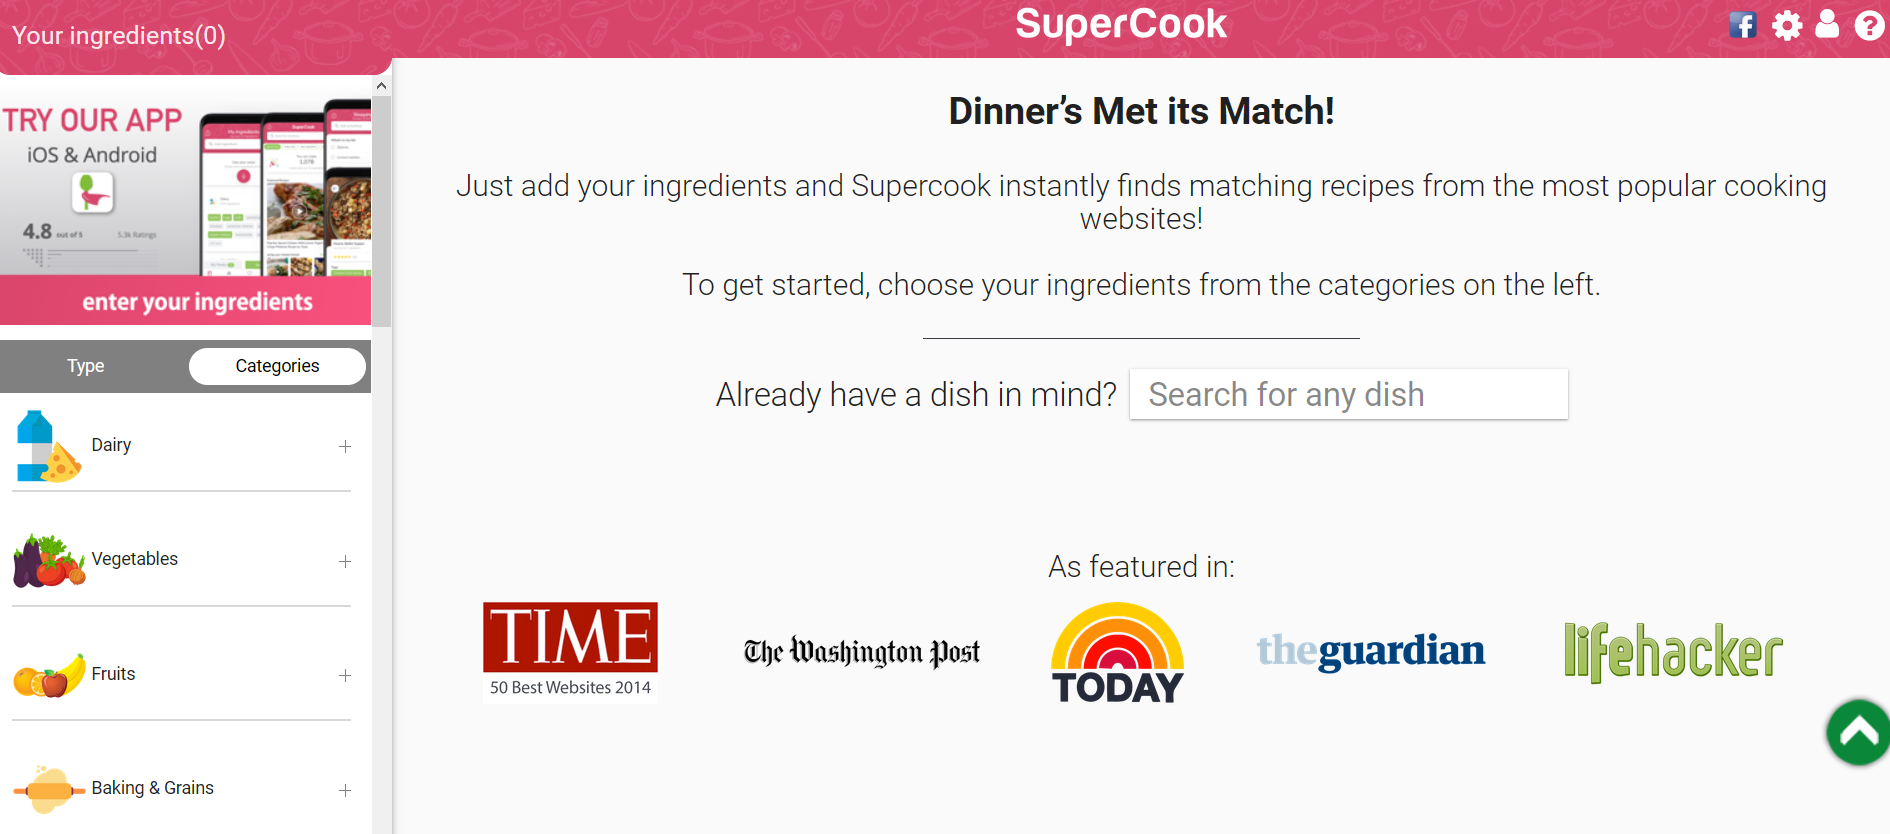 Your ingredients(0)
SuperCook
TRY OUR APP
iOS & Android
4.8 out of 5
5.3k Ratings
enter your ingredients
Type
Categories
Dairy
Vegetables
Fruits
Baking & Grains
Dinner’s Met its Match!
Just add your ingredients and Supercook instantly finds matching recipes from the most popular cooking
websites!
To get started, choose your ingredients from the categories on the left.
Already have a dish in mind?
Search for any dish
As featured in:
TIME
50 Best Websites 2014
The Washington Post
TODAY
theguardian
lifehacker